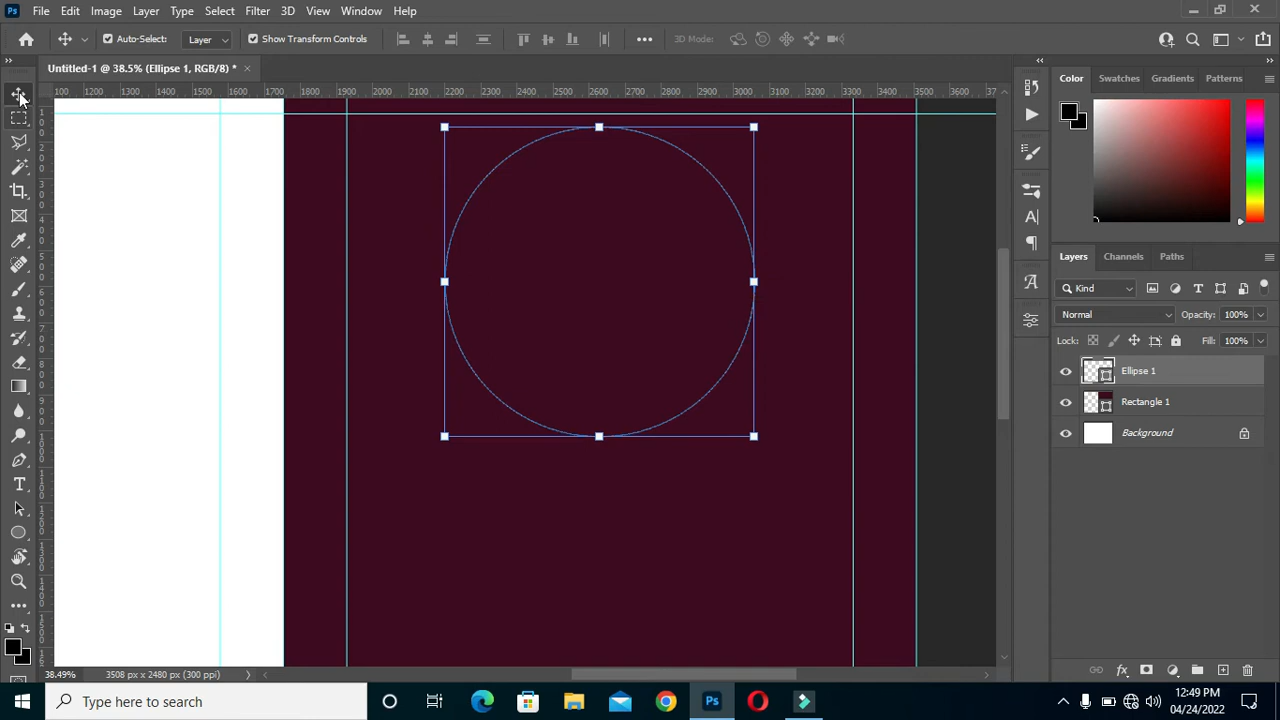 Ps File Edit Image Layer Type Select Filter 3D View Window Help
Auto-Select: Layer Show Transform Controls 3D Mode:
Untitled-1 @ 38.5% (Ellipse 1, RGB/8) *
Color Swatches Gradients Patterns
1200 1300 1400 1500 1600 1700 1800 1900 2000 2100 2200 2300 2400 2500 2600 2700 2800 2900 3000 3100 3200 3300 3400 3500 3600
Layers Channels Paths
Kind
Normal Opacity: 100%
Lock: Fill: 100%
Ellipse 1
Rectangle 1
Background
38.49% 3508 px x 2480 px (300 ppi)
Type here to search
Ps
12:49 PM
04/24/2022